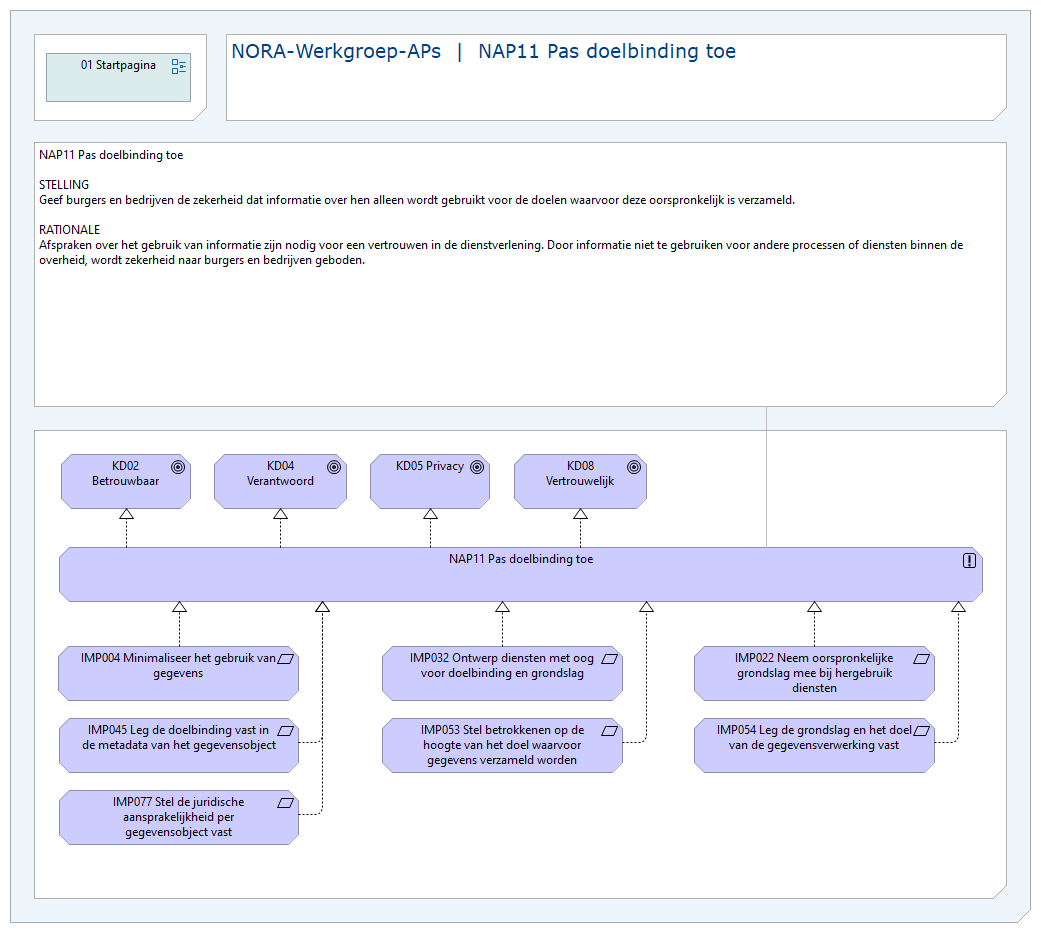 01 Startpagina
NORA-Werkgroep-APs | NAP11 Pas doelbinding toe
NAP11 Pas doelbinding toe
STELLING
Geef burgers en bedrijven de zekerheid dat informatie over hen alleen wordt gebruikt voor de doelen waarvoor deze oorspronkelijk is verzameld.
RATIONALE
Afspraken over het gebruik van informatie zijn nodig voor een vertrouwen in de dienstverlening. Door informatie niet te gebruiken voor andere processen of diensten binnen de
overheid, wordt zekerheid naar burgers en bedrijven geboden.
KD02
Betrouwbaar
KD04
Verantwoord
KD05 Privacy
KD08
Vertrouwelijk
NAP11 Pas doelbinding toe
IMP004 Minimaliseer het gebruik van
gegevens
IMP032 Ontwerp diensten met oog
voor doelbinding en grondslag
IMP022 Neem oorspronkelijke
grondslag mee bij hergebruik
diensten
IMP045 Leg de doelbinding vast in
de metadata van het gegevensobject
IMP053 Stel betrokkenen op de
hoogte van het doel waarvoor
gegevens verzameld worden
IMP054 Leg de grondslag en het doel
van de gegevensverwerking vast
IMP077 Stel de juridische
aansprakelijkheid per
gegevensobject vast